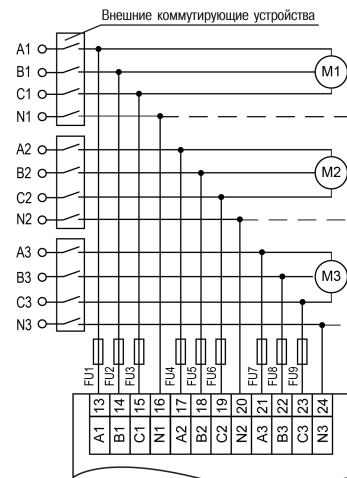 Внешние коммутирующие устройства
A1
B1
M1
C1
N1
A2
B2
M2
C2
N2
A3
B3
M3
C3
N3
FU1 FU2 FU3 FU4 FU5 FU6 FU7 FU8 FU9
13 14 15 16 17 18 19 20 21 22 23 24
A1 B1 C1 N1 A2 B2 C2 N2 A3 B3 C3 N3